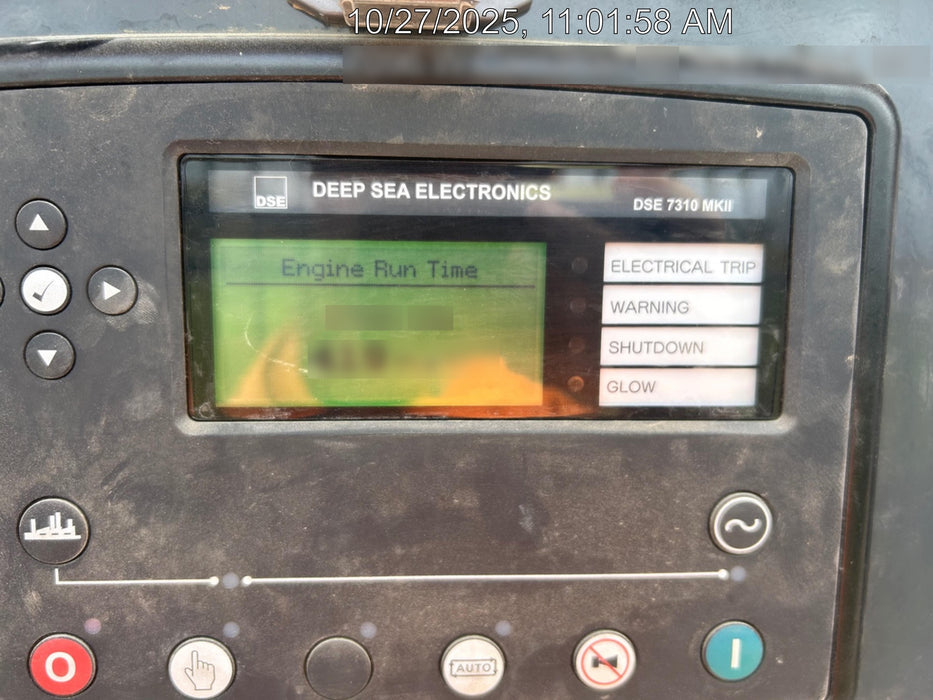 10/27/2025, 11:01:58 AM
DSE
DEEP SEA ELECTRONICS
DSE 7310 MKII
Engine Run Time
ELECTRICAL TRIP
WARNING
SHUTDOWN
GLOW
O
AUTO
I